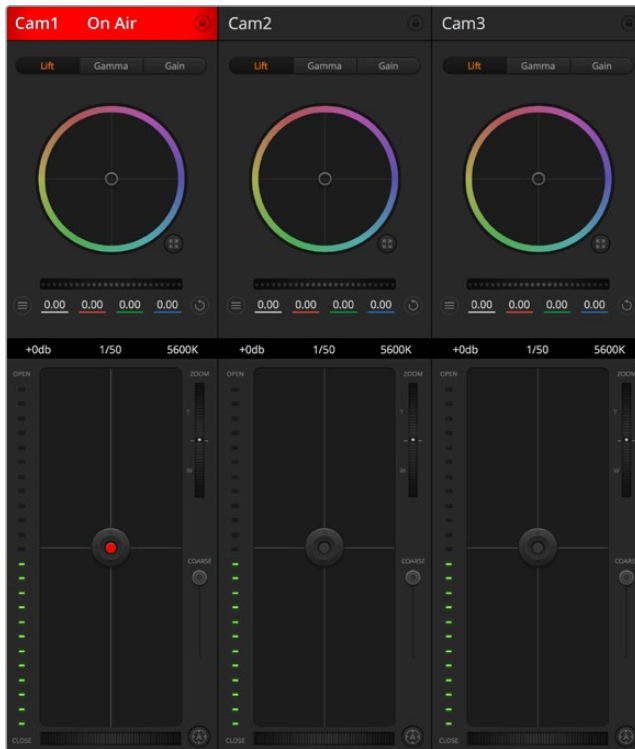 Cam1 On Air Cam2 Cam3
Lift Gamma Gain Lift Gamma Gain Lift Gamma Gain
0.00 0.00 0.00 0.00 0.00 0.00 0.00 0.00 0.00 0.00 0.00 0.00
+0db 1/50 5600K +0db 1/50 5600K +0db 1/50 5600K
OPEN ZOOM OPEN ZOOM OPEN ZOOM
T T T
W W W
COARSE COARSE COARSE
CLOSE A CLOSE A CLOSE A